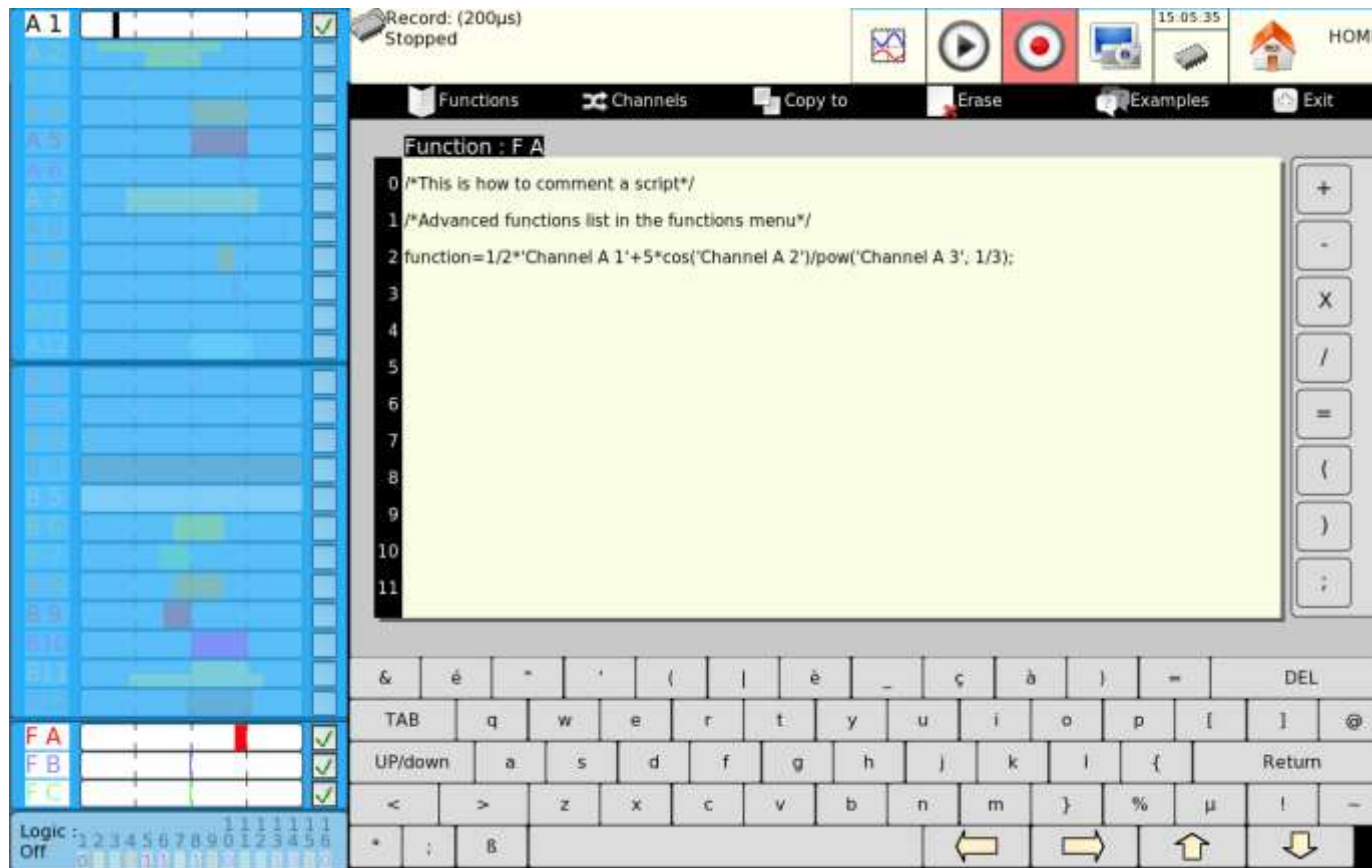 A 1
A 5
B 5
B 9
F A
F B
F C
Logic :
Off
Record: (200µs)
Stopped
15:05:35
HOM
Functions
Channels
Copy to
Erase
Examples
Exit
Function : F A
0 /*This is how to comment a script*/
1 /*Advanced functions list in the functions menu*/
2 function=1/2*'Channel A 1'+5*cos('Channel A 2')/pow('Channel A 3', 1/3);
3
4
5
6
7
8
9
10
11
+
-
X
/
=
(
)
;
& é " ' ( | è _ ç à ) = DEL
TAB q w e r t y u i o p [ ] @
UP/down a s d f g h j k l { Return
< > z x c v b n m } % µ ! ~
* ; ß